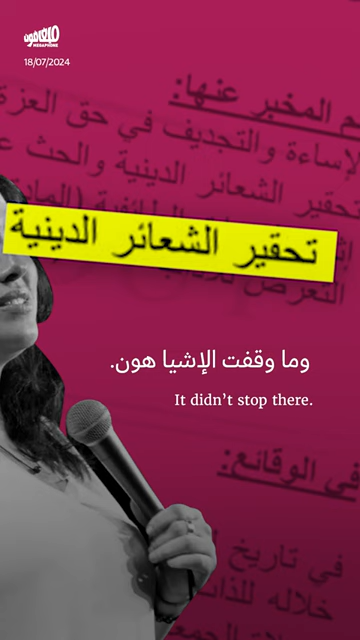 ميغافون
MEGAPHONE
18/07/2024
المخبر عنها:
الإساءة والتجديف في حق العزة
تحقير الشعائر الدينية والحث
تحقير الشعائر الدينية
التعرض
وما وقفت الإشيا هون.
It didn't stop there.
في الوقائع:
في تاريخ
خلاله